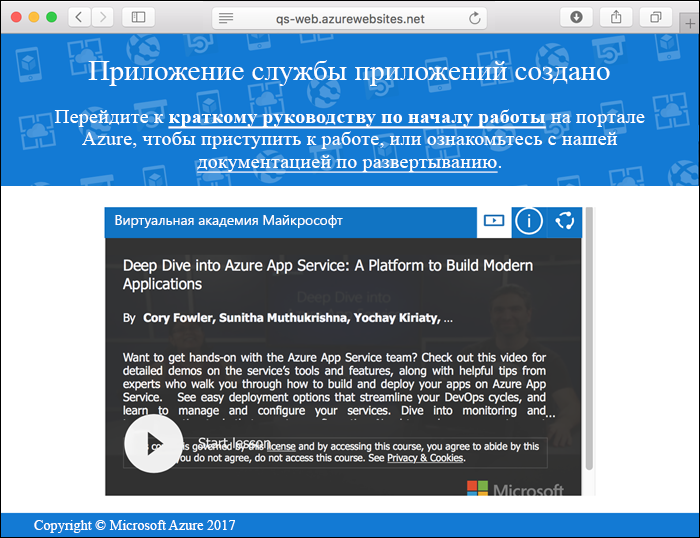 qs-web.azurewebsites.net
Приложение службы приложений создано
Перейдите к краткому руководству по началу работы на портале
Azure, чтобы приступить к работе, или ознакомьтесь с нашей
документацией по развертыванию.
Виртуальная академия Майкрософт
Deep Dive into Azure App Service: A Platform to Build Modern
Applications
Deep Dive into
By Cory Fowler, Sunitha Muthukrishna, Yochay Kiriaty, ...
Want to get hands-on with the Azure App Service team? Check out this video for
detailed demos on the service's tools and features, along with helpful tips from
experts who walk you through how to build and deploy your apps on Azure App
Service. See easy deployment options that streamline your DevOps cycles, and
learn to manage and configure your services. Dive into monitoring and
...
Start lesson
is governed by this license and by accessing this course, you agree to abide by this
you do not agree, do not access this course. See Privacy & Cookies.
Microsoft
Copyright © Microsoft Azure 2017